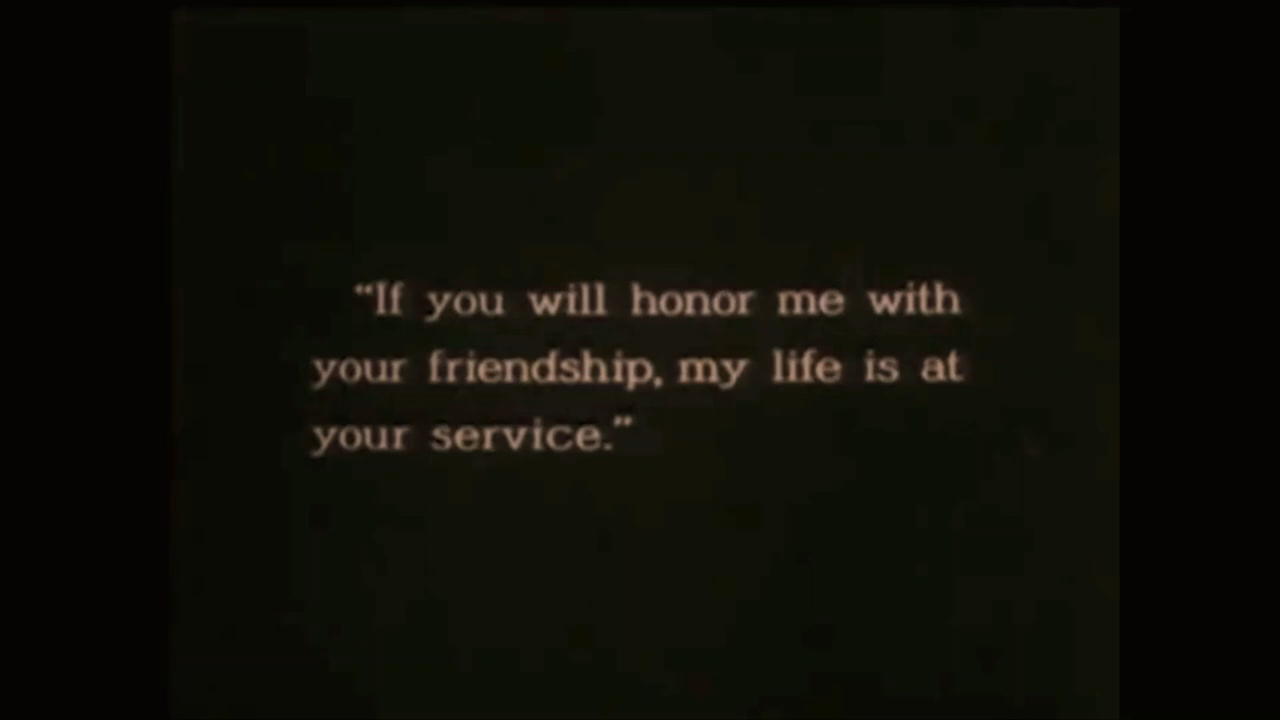 “If you will honor me with
your friendship, my life is at
your service.”